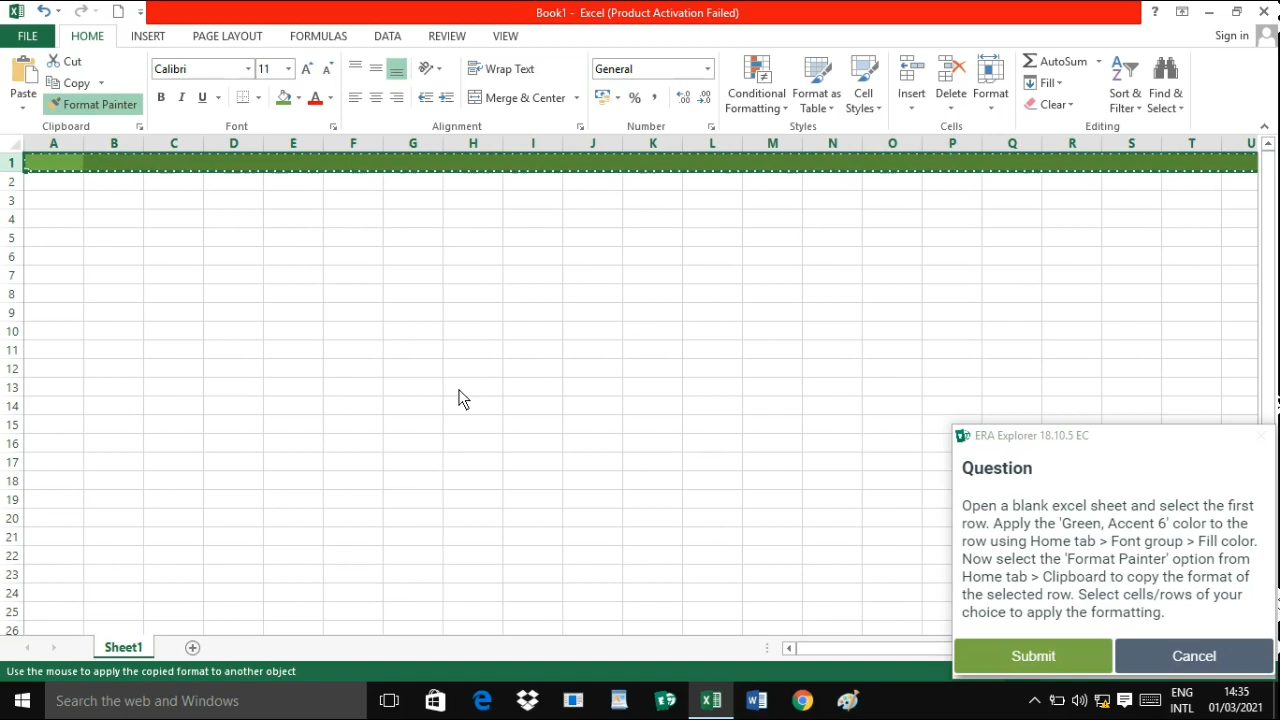 Book1 - Excel (Product Activation Failed)
?
FILE HOME INSERT PAGE LAYOUT FORMULAS DATA REVIEW VIEW Sign in
Paste
Cut
Copy
Format Painter
Clipboard
Calibri 11
B I U
Font
Wrap Text
Merge & Center
Alignment
General
% ,
Number
Conditional Formatting
Format as Table
Cell Styles
Styles
Insert
Delete
Format
Cells
AutoSum
Fill
Clear
Sort & Filter
Find & Select
Editing
A B C D E F G H I J K L M N O P Q R S T U
1
2
3
4
5
6
7
8
9
10
11
12
13
14
15
16
17
18
19
20
21
22
23
24
25
26
ERA Explorer 18.10.5 EC
Question
Open a blank excel sheet and select the first
row. Apply the 'Green, Accent 6' color to the
row using Home tab > Font group > Fill color.
Now select the 'Format Painter' option from
Home tab > Clipboard to copy the format of
the selected row. Select cells/rows of your
choice to apply the formatting.
Submit Cancel
Sheet1
Use the mouse to apply the copied format to another object
Search the web and Windows
ENG
INTL
14:35
01/03/2021